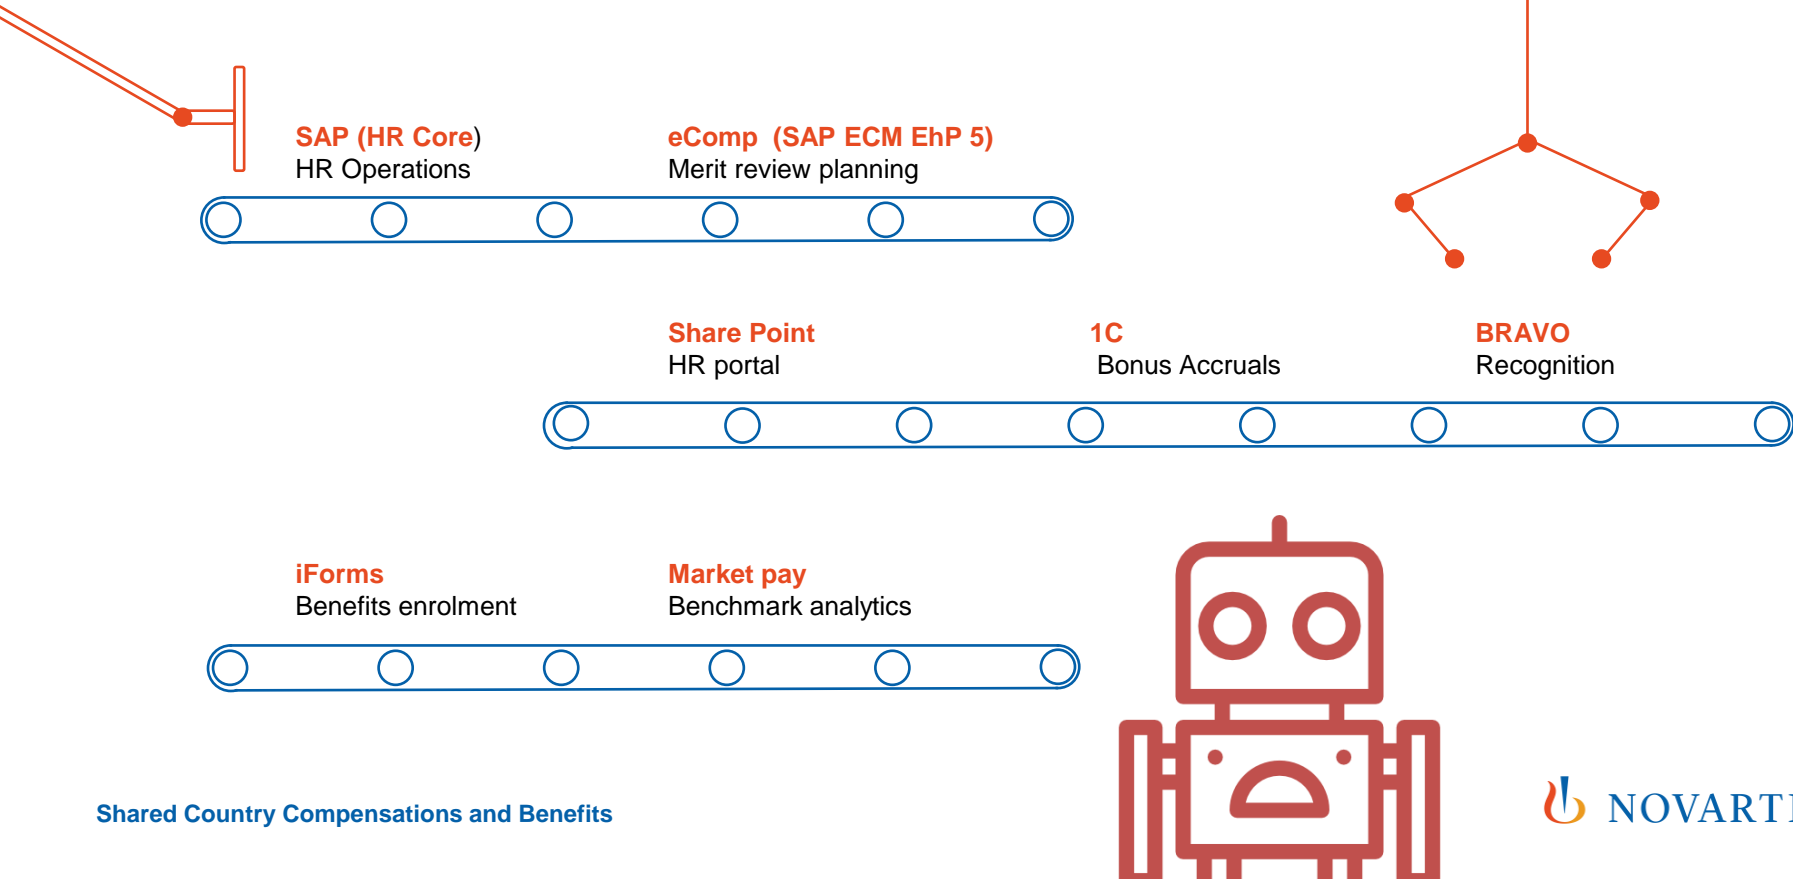 SAP (HR Core)
HR Operations
eComp (SAP ECM EhP 5)
Merit review planning
Share Point
HR portal
1C
Bonus Accruals
BRAVO
Recognition
iForms
Benefits enrolment
Market pay
Benchmark analytics
Shared Country Compensations and Benefits
NOVARTI